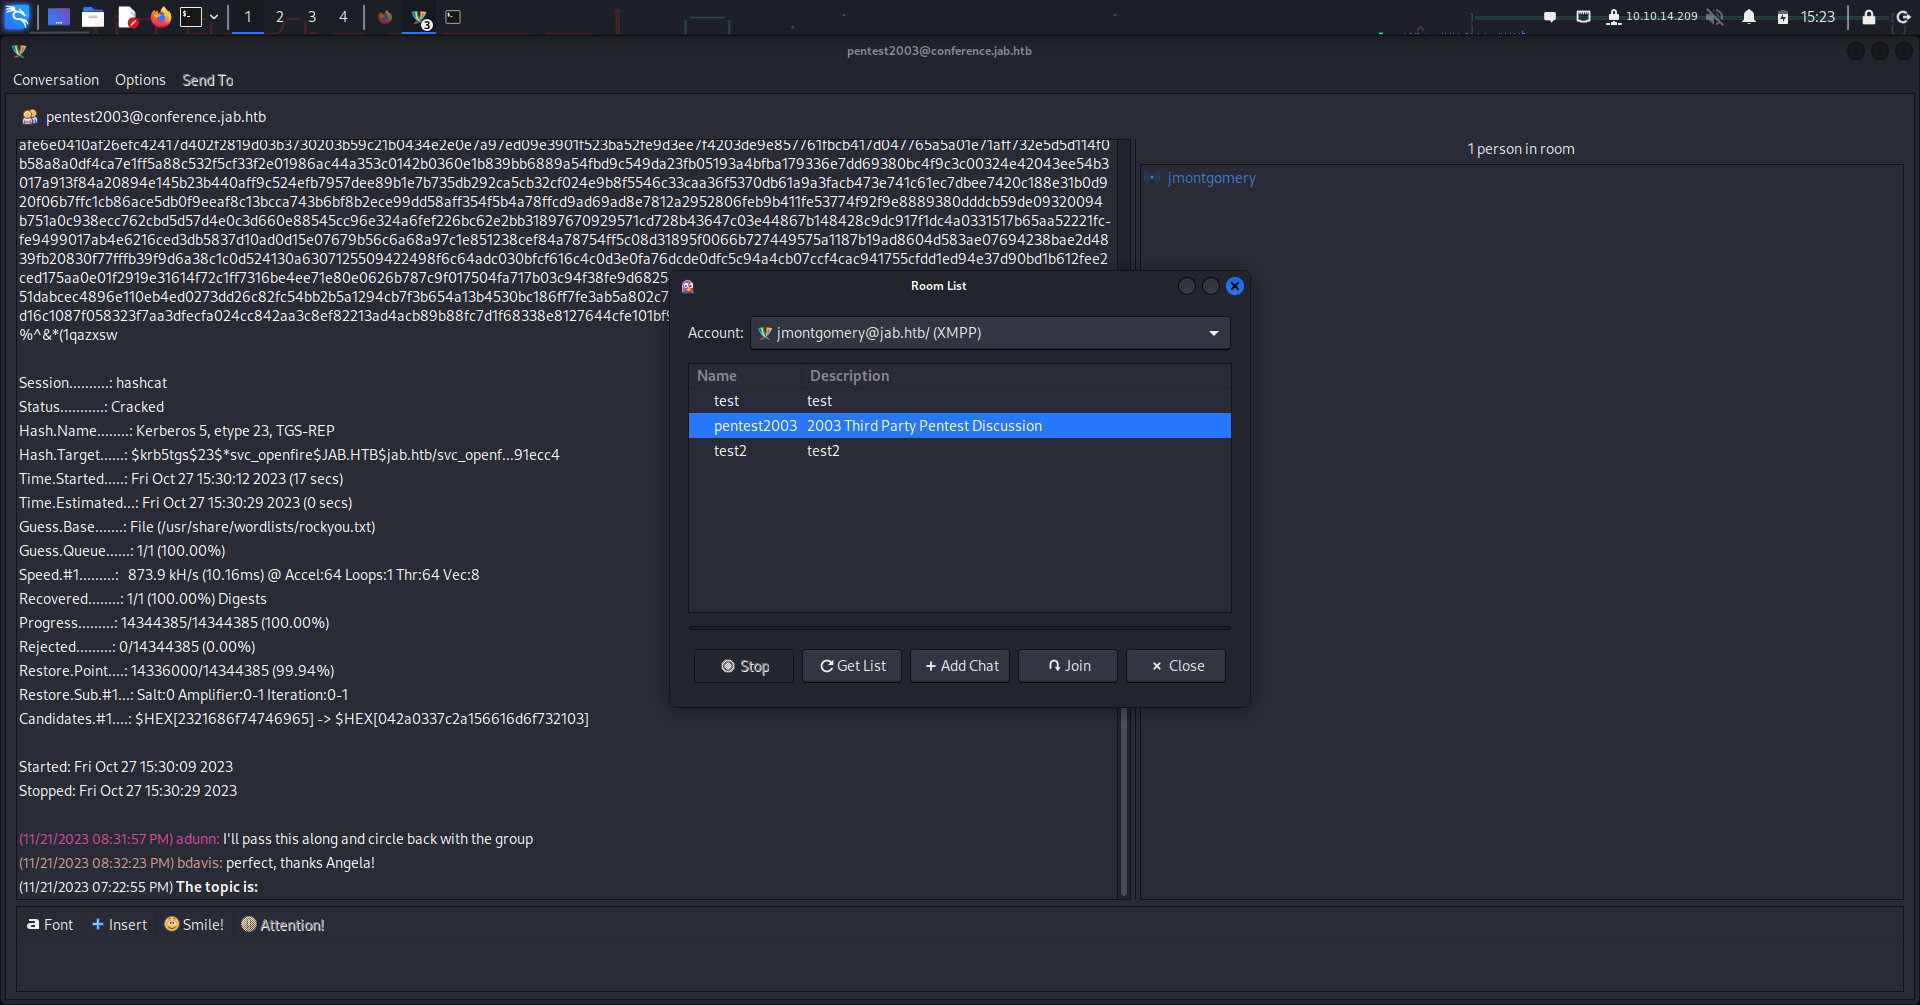 1 2 3 4
3
10.10.14.209
15:23
pentest2003@conference.jab.htb
Conversation Options Send To
pentest2003@conference.jab.htb
afe6e0410af26efc42417d402f2819d03b3730203b59c21b0434e2e0e7a97ed09e3901f523ba52fe9d3ee7f4203de9e857761fbcb417d047765a5a01e71aff732e5d5d114f0
b58a8a0df4ca7e1ff5a88c532f5cf33f2e01986ac44a353c0142b0360e1b839bb6889a54fbd9c549da23fb05193a4bfba179336e7dd69380bc4f9c3c00324e42043ee54b3
017a913f84a20894e145b23b440aff9c524efb7957dee89b1e7b735db292ca5cb32cf024e9b8f5546c33caa36f5370db61a9a3facb473e741c61ec7dbee7420c188e31b0d9
20f06b7ffc1cb86ace5db0f9eeaf8c13bcca743b6bf8b2ece99dd58aff354f5b4a78ffcd9ad69ad8e7812a2952806feb9b411fe53774f92f9e8889380dddcb59de09320094
b751a0c938ecc762cbd5d57d4e0c3d660e88545cc96e324a6fef226bc62e2bb31897670929571cd728b43647c03e44867b148428c9dc917f1dc4a0331517b65aa52221fc-
fe9499017ab4e6216ced3db5837d10ad0d15e07679b56c6a68a97c1e851238cef84a78754ff5c08d31895f0066b727449575a1187b19ad8604d583ae07694238bae2d48
39fb20830f77fffb39f9d6a38c1c0d524130a6307125509422498f6c64adc030bfcf616c4c0d3e0fa76dcde0dfc5c94a4cb07ccf4cac941755cfdd1ed94e37d90bd1b612fee2
ced175aa0e01f2919e31614f72c1ff7316be4ee71e80e0626b787c9f017504fa717b03c94f38fe9d6825
51dabcec4896e110eb4ed0273dd26c82fc54bb2b5a1294cb7f3b654a13b4530bc186ff7fe3ab5a802c7
d16c1087f058323f7aa3dfecfa024cc842aa3c8ef82213ad4acb89b88fc7d1f68338e8127644cfe101bf9
%^&*(1qazxsw
Session..........: hashcat
Status...........: Cracked
Hash.Name........: Kerberos 5, etype 23, TGS-REP
Hash.Target......: $krb5tgs$23$*svc_openfire$JAB.HTB$jab.htb/svc_openf...91ecc4
Time.Started.....: Fri Oct 27 15:30:12 2023 (17 secs)
Time.Estimated...: Fri Oct 27 15:30:29 2023 (0 secs)
Guess.Base.......: File (/usr/share/wordlists/rockyou.txt)
Guess.Queue......: 1/1 (100.00%)
Speed.#1.........: 873.9 kH/s (10.16ms) @ Accel:64 Loops:1 Thr:64 Vec:8
Recovered........: 1/1 (100.00%) Digests
Progress.........: 14344385/14344385 (100.00%)
Rejected.........: 0/14344385 (0.00%)
Restore.Point....: 14336000/14344385 (99.94%)
Restore.Sub.#1...: Salt:0 Amplifier:0-1 Iteration:0-1
Candidates.#1....: $HEX[2321686f74746965] -> $HEX[042a0337c2a156616d6f732103]
Started: Fri Oct 27 15:30:09 2023
Stopped: Fri Oct 27 15:30:29 2023
(11/21/2023 08:31:57 PM) adunn: I'll pass this along and circle back with the group
(11/21/2023 08:32:23 PM) bdavis: perfect, thanks Angela!
(11/21/2023 07:22:55 PM) The topic is:
Font Insert Smile! Attention!
1 person in room
jmontgomery
Room List
Account: jmontgomery@jab.htb/ (XMPP)
Name Description
test test
pentest2003 2003 Third Party Pentest Discussion
test2 test2
Stop Get List Add Chat Join Close